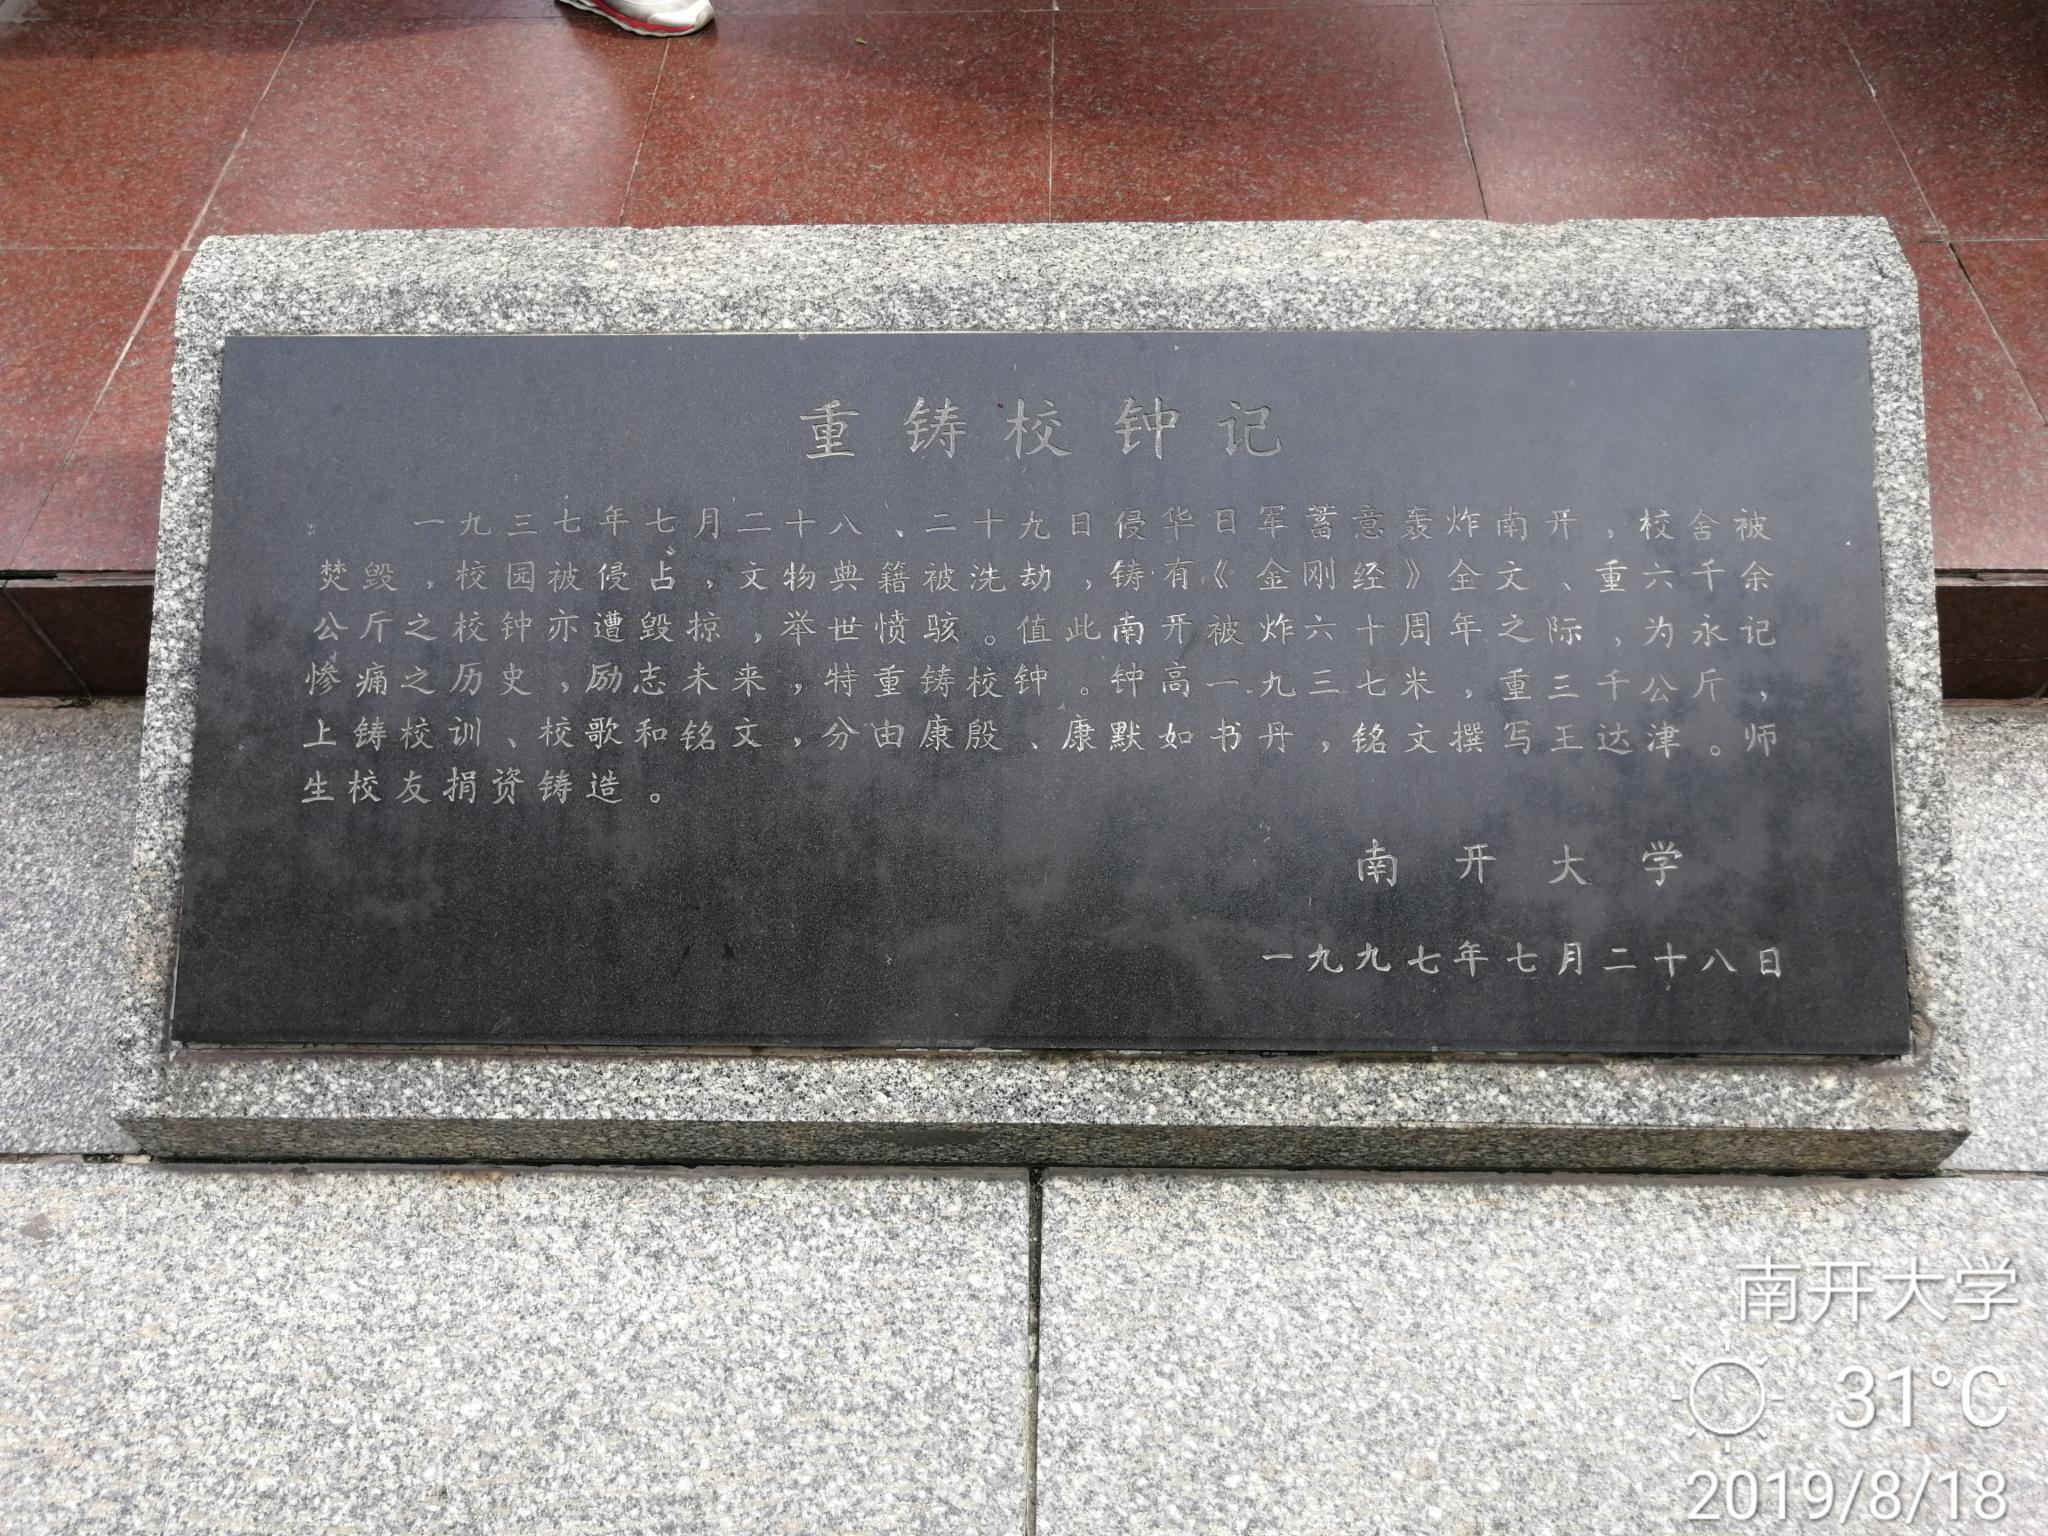 重铸校钟记
一九三七年七月二十八、二十九日侵华日军蓄意轰炸南开，校舍被
焚毁，校园被侵占，文物典籍被洗劫，铸有《金刚经》全文、重六千余
公斤之校钟亦遭毁掠，举世愤骇。值此南开被炸六十周年之际，为永记
惨痛之历史，励志未来，特重铸校钟。钟高一.九三七米，重三千公斤，
上铸校训、校歌和铭文，分由康殷、康默如书丹，铭文撰写王达津。师
生校友捐资铸造。
南开大学
一九九七年七月二十八日
南开大学
31°C
2019/8/18